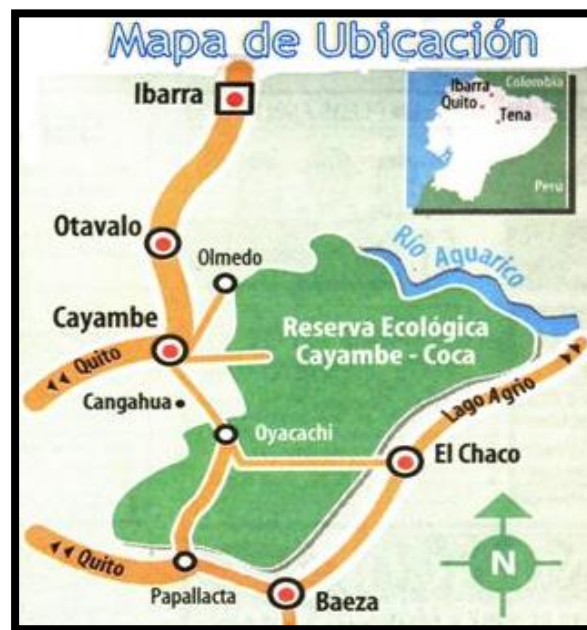 Mapa de Ubicación
Ibarra
Colombia
Ibarra
Quito
Tena
Perú
Otavalo
Olmedo
Río Aquarico
Cayambe
Reserva Ecológica
Cayambe - Coca
Quito
Cangahua
Lago Agrio
Oyacachi
El Chaco
Quito
N
Papallacta
Baeza